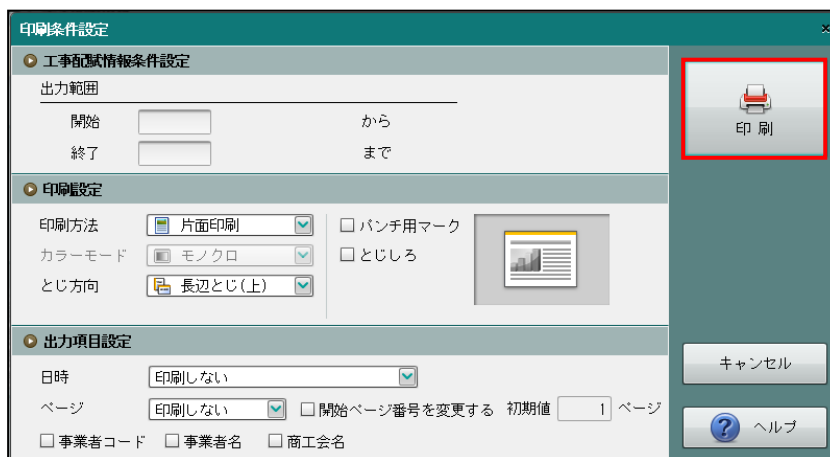 印刷条件設定
工事配賦情報条件設定
出力範囲
開始 から
終了 まで
印刷設定
印刷方法 片面印刷 パンチ用マーク
カラーモード モノクロ とじしろ
とじ方向 長辺とじ(上)
出力項目設定
日時 印刷しない
ページ 印刷しない 開始ページ番号を変更する 初期値 1 ページ
事業者コード 事業者名 商工会名
印 刷
キャンセル
ヘルプ